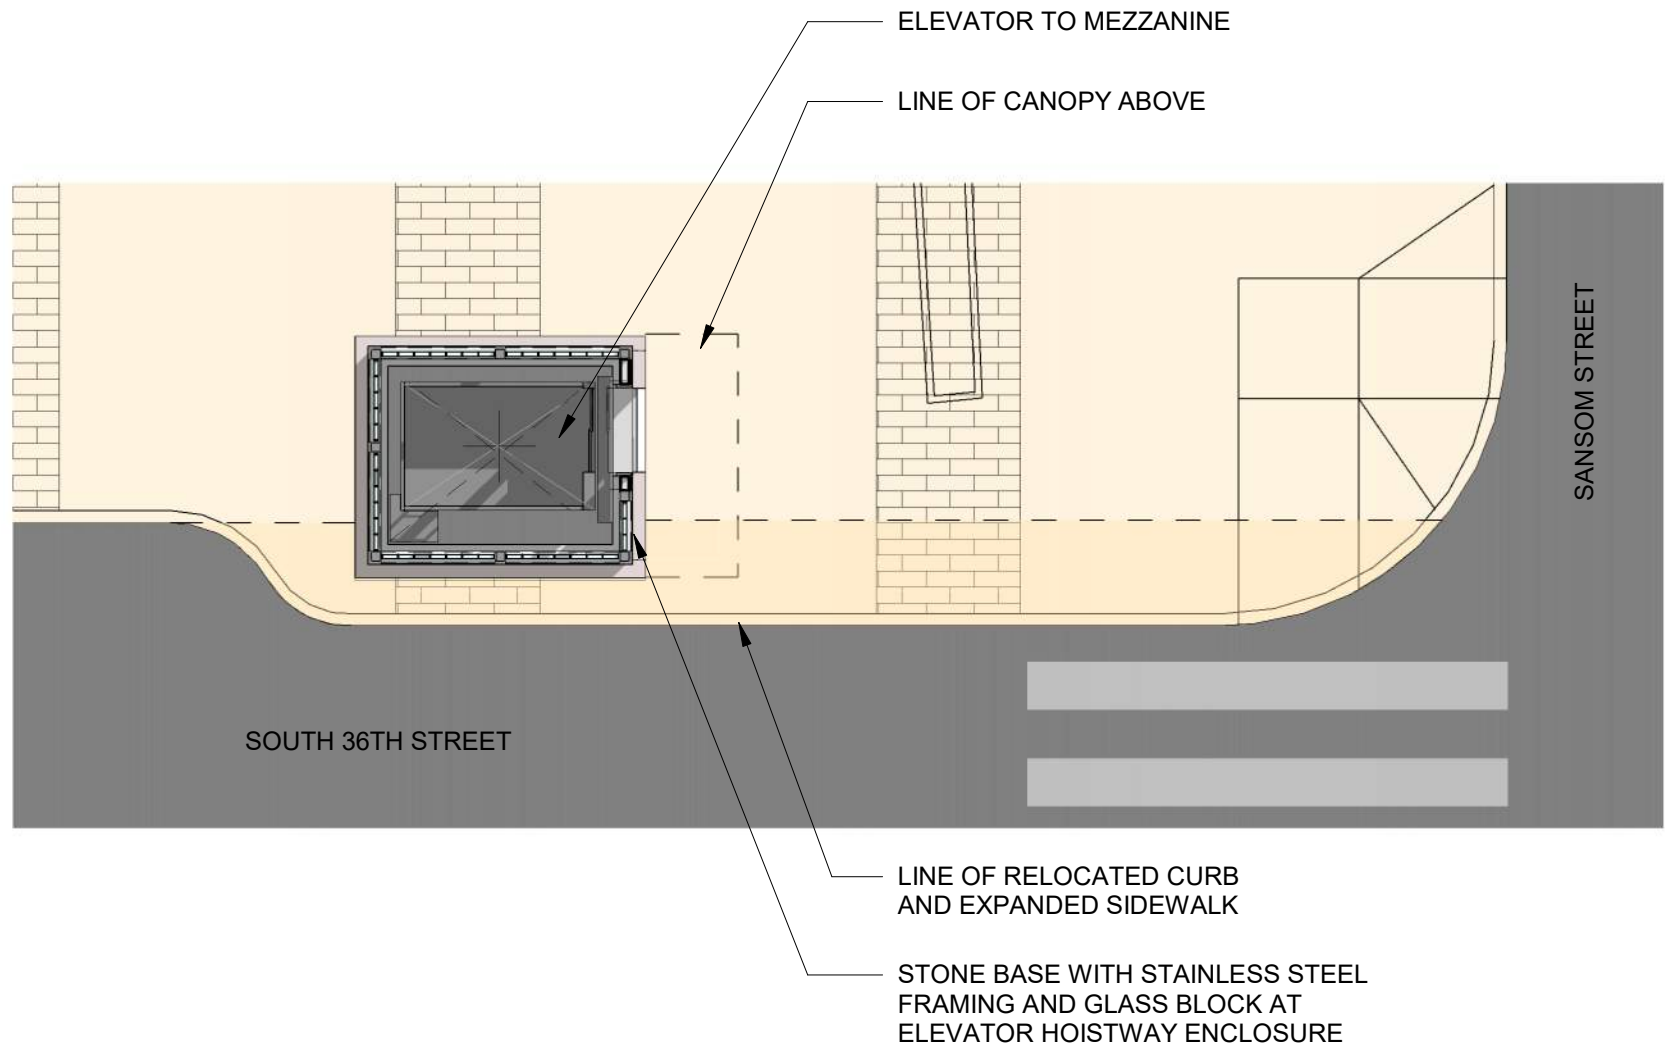 ELEVATOR TO MEZZANINE
LINE OF CANOPY ABOVE
SANSOM STREET
SOUTH 36TH STREET
LINE OF RELOCATED CURB
AND EXPANDED SIDEWALK
STONE BASE WITH STAINLESS STEEL
FRAMING AND GLASS BLOCK AT
ELEVATOR HOISTWAY ENCLOSURE